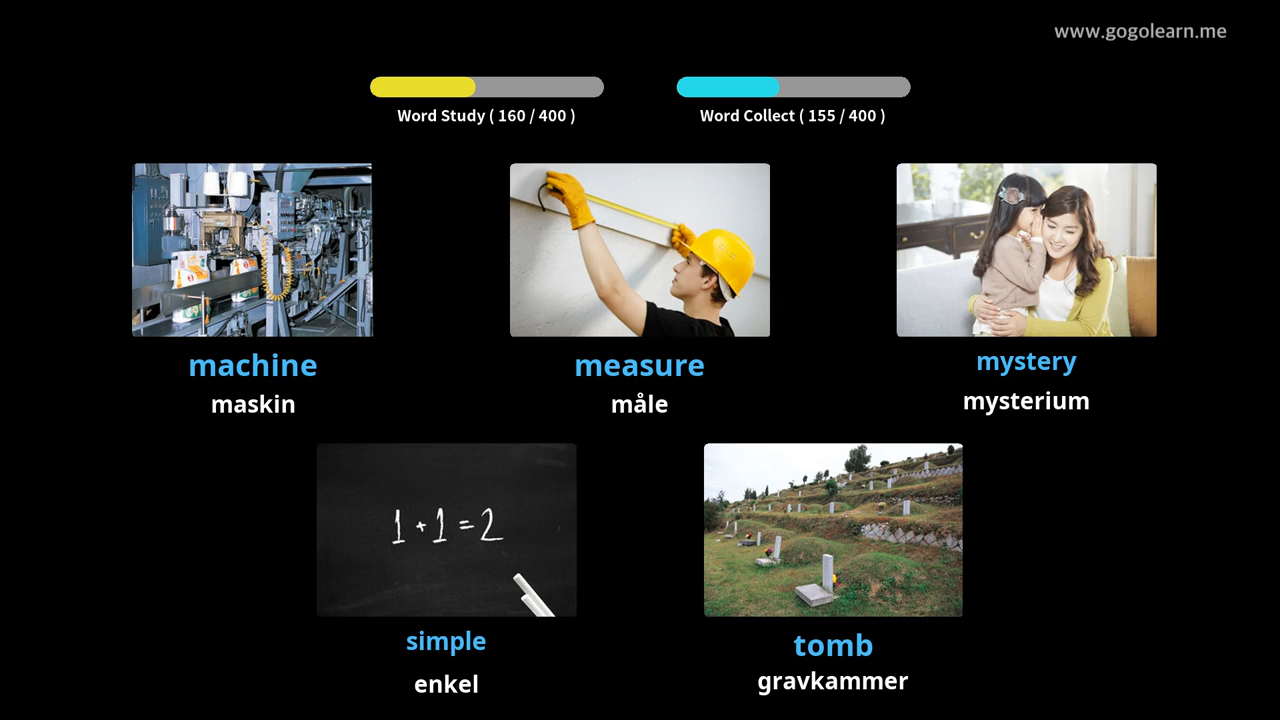 www.gogolearn.me
Word Study ( 160 / 400 )
Word Collect ( 155 / 400 )
machine
maskin
measure
måle
mystery
mysterium
1 + 1 = 2
simple
enkel
tomb
gravkammer